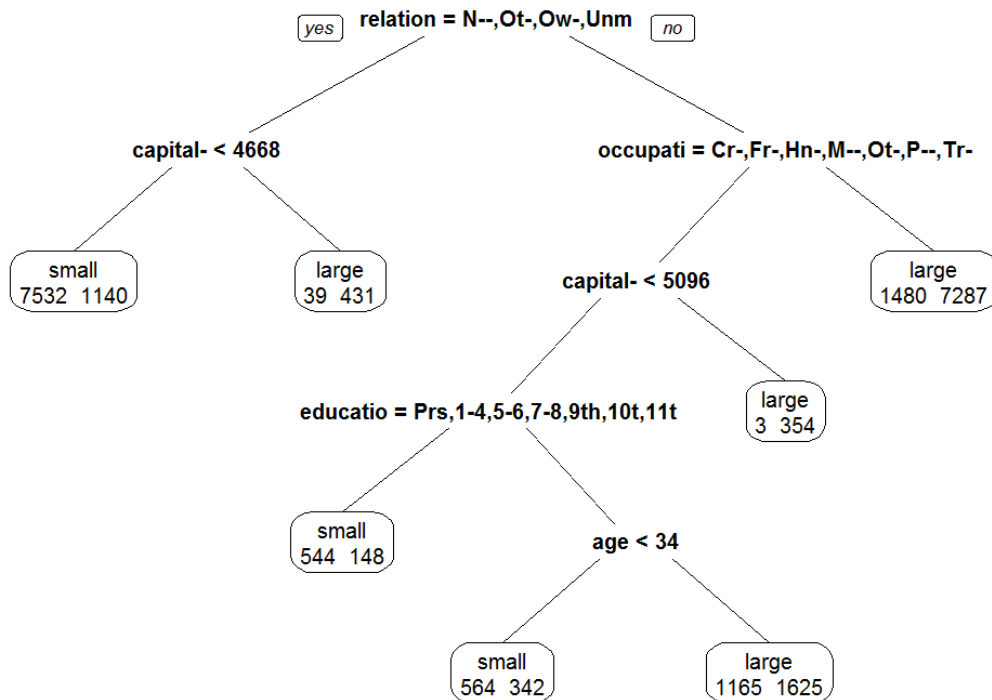 relation = N--,Ot-,Ow-,Unm
yes
no
capital- < 4668
occupati = Cr-,Fr-,Hn-,M--,Ot-,P--,Tr-
small
7532 1140
large
39 431
capital- < 5096
large
1480 7287
educatio = Prs,1-4,5-6,7-8,9th,10t,11t
large
3 354
small
544 148
age < 34
small
564 342
large
1165 1625